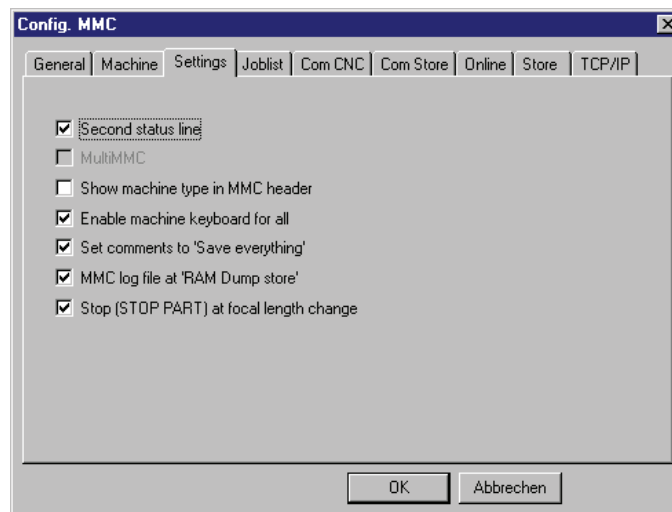 Config. MMC
General Machine Settings Joblist Com CNC Com Store Online Store TCP/IP
Second status line
MultiMMC
Show machine type in MMC header
Enable machine keyboard for all
Set comments to 'Save everything'
MMC log file at 'RAM Dump store'
Stop (STOP PART) at focal length change
OK Abbrechen